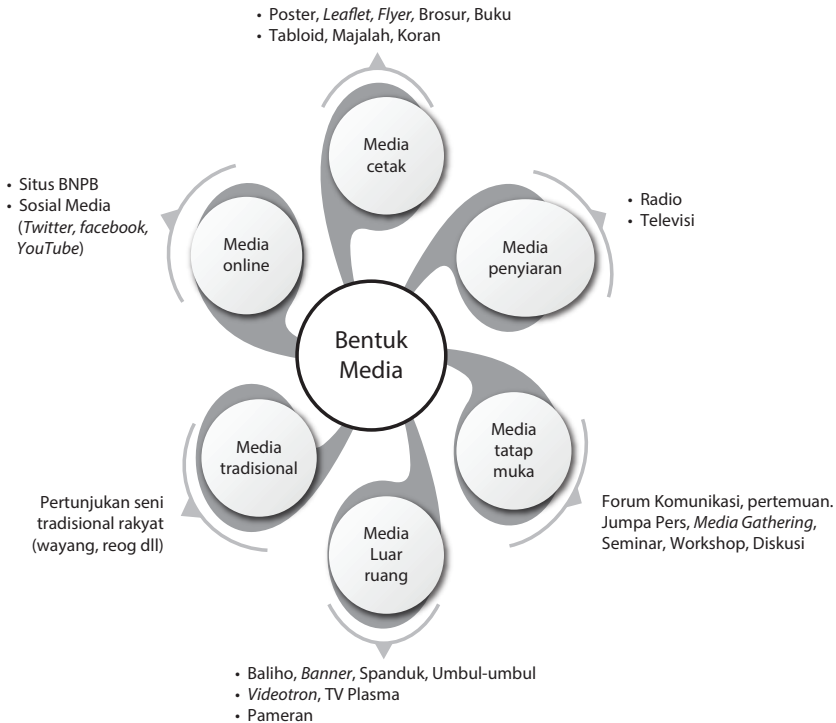 • Poster, Leaflet, Flyer, Brosur, Buku
• Tabloid, Majalah, Koran
Media
cetak
• Situs BNPB
• Sosial Media
(Twitter, facebook,
YouTube)
Media
online
Media
penyiaran
• Radio
• Televisi
Bentuk
Media
Media
tradisional
Pertunjukan seni
tradisional rakyat
(wayang, reog dll)
Media
tatap
muka
Forum Komunikasi, pertemuan.
Jumpa Pers, Media Gathering,
Seminar, Workshop, Diskusi
Media
Luar
ruang
• Baliho, Banner, Spanduk, Umbul-umbul
• Videotron, TV Plasma
• Pameran